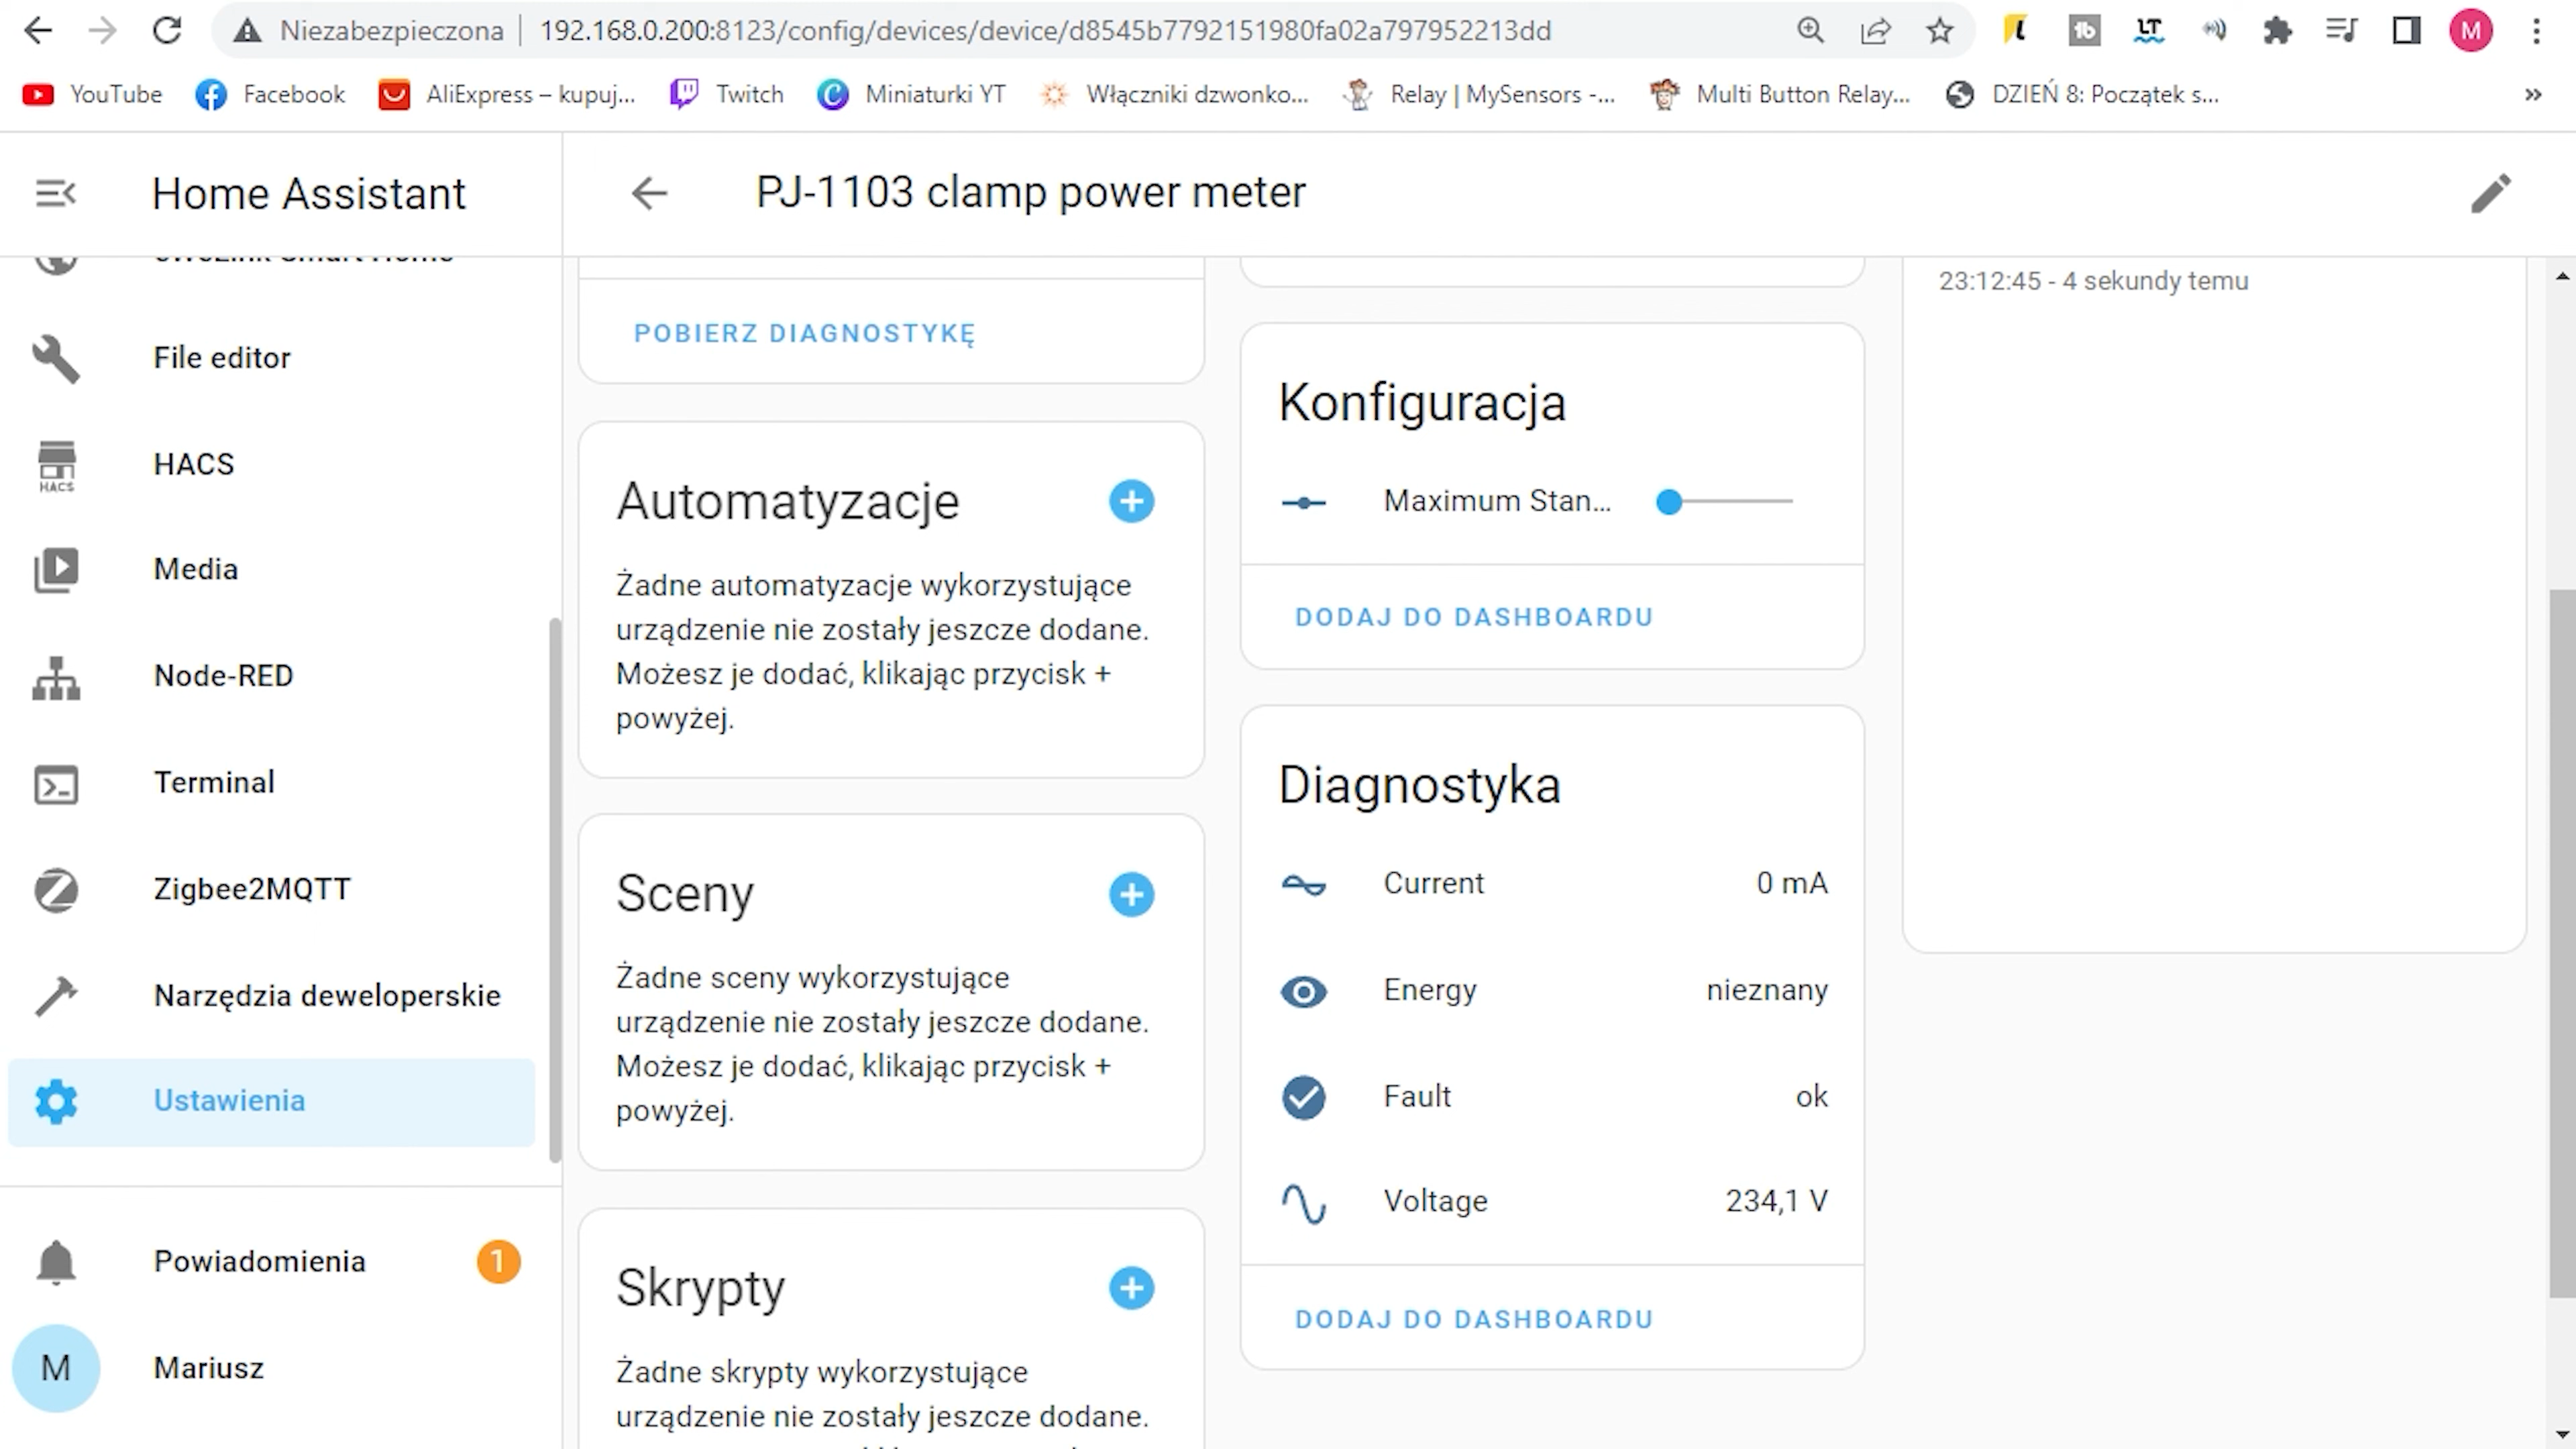 Niezabezpieczona
192.168.0.200:8123/config/devices/device/d8545b7792151980fa02a797952213dd
YouTube
Facebook
AliExpress – kupuj...
Twitch
Miniaturki YT
Włączniki dzwonko...
Relay | MySensors -...
Multi Button Relay...
DZIEŃ 8: Początek s...
»
M
Home Assistant
PJ-1103 clamp power meter
File editor
HACS
HACS
Media
Node-RED
Terminal
Zigbee2MQTT
Narzędzia deweloperskie
Ustawienia
Powiadomienia
1
M
Mariusz
POBIERZ DIAGNOSTYKĘ
Automatyzacje
Żadne automatyzacje wykorzystujące
urządzenie nie zostały jeszcze dodane.
Możesz je dodać, klikając przycisk +
powyżej.
Sceny
Żadne sceny wykorzystujące
urządzenie nie zostały jeszcze dodane.
Możesz je dodać, klikając przycisk +
powyżej.
Skrypty
Żadne skrypty wykorzystujące
urządzenie nie zostały jeszcze dodane.
Konfiguracja
Maximum Stan...
DODAJ DO DASHBOARDU
Diagnostyka
Current 0 mA
Energy nieznany
Fault ok
Voltage 234,1 V
DODAJ DO DASHBOARDU
23:12:45 - 4 sekundy temu